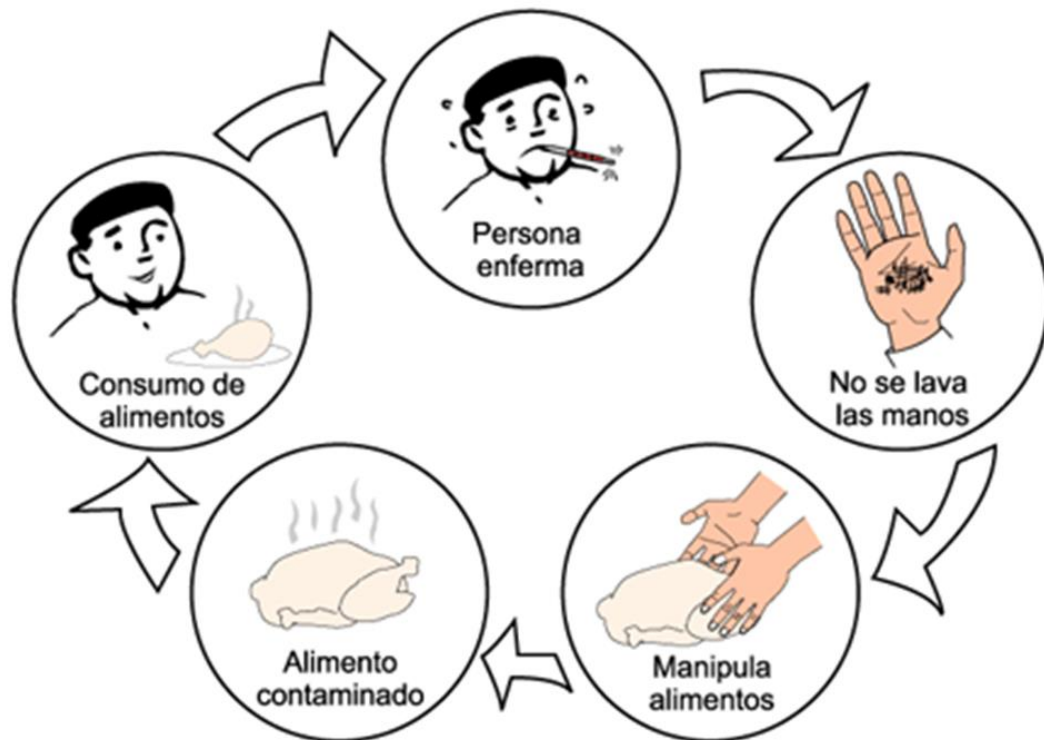 Persona
enferma
No se lava
las manos
Manipula
alimentos
Alimento
contaminado
Consumo de
alimentos